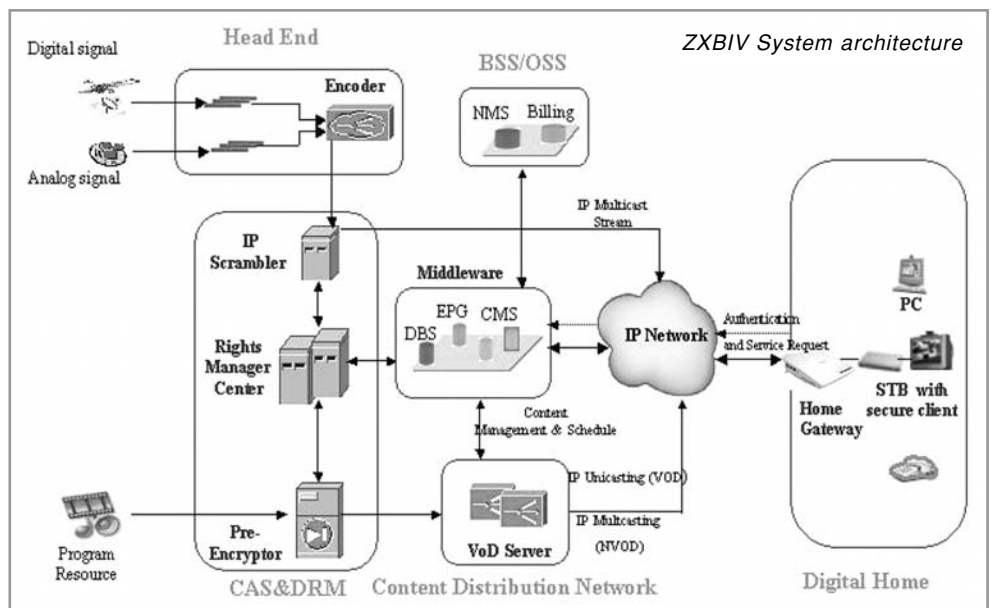 ZXBIV System architecture
Head End
Digital signal
Encoder
Analog signal
BSS/OSS
NMS
Billing
IP Multicast
Stream
IP
Scrambler
Middleware
EPG
CMS
DBS
IP Network
Authentication
and Service Request
PC
Rights
Manager
Center
Home
Gateway
STB with
secure client
Content
Management & Schedule
IP Unicasting (VOD)
IP Multcasting
(NVOD)
VoD Server
Pre-
Encryptor
Program
Resource
CAS&DRM
Content Distribution Network
Digital Home